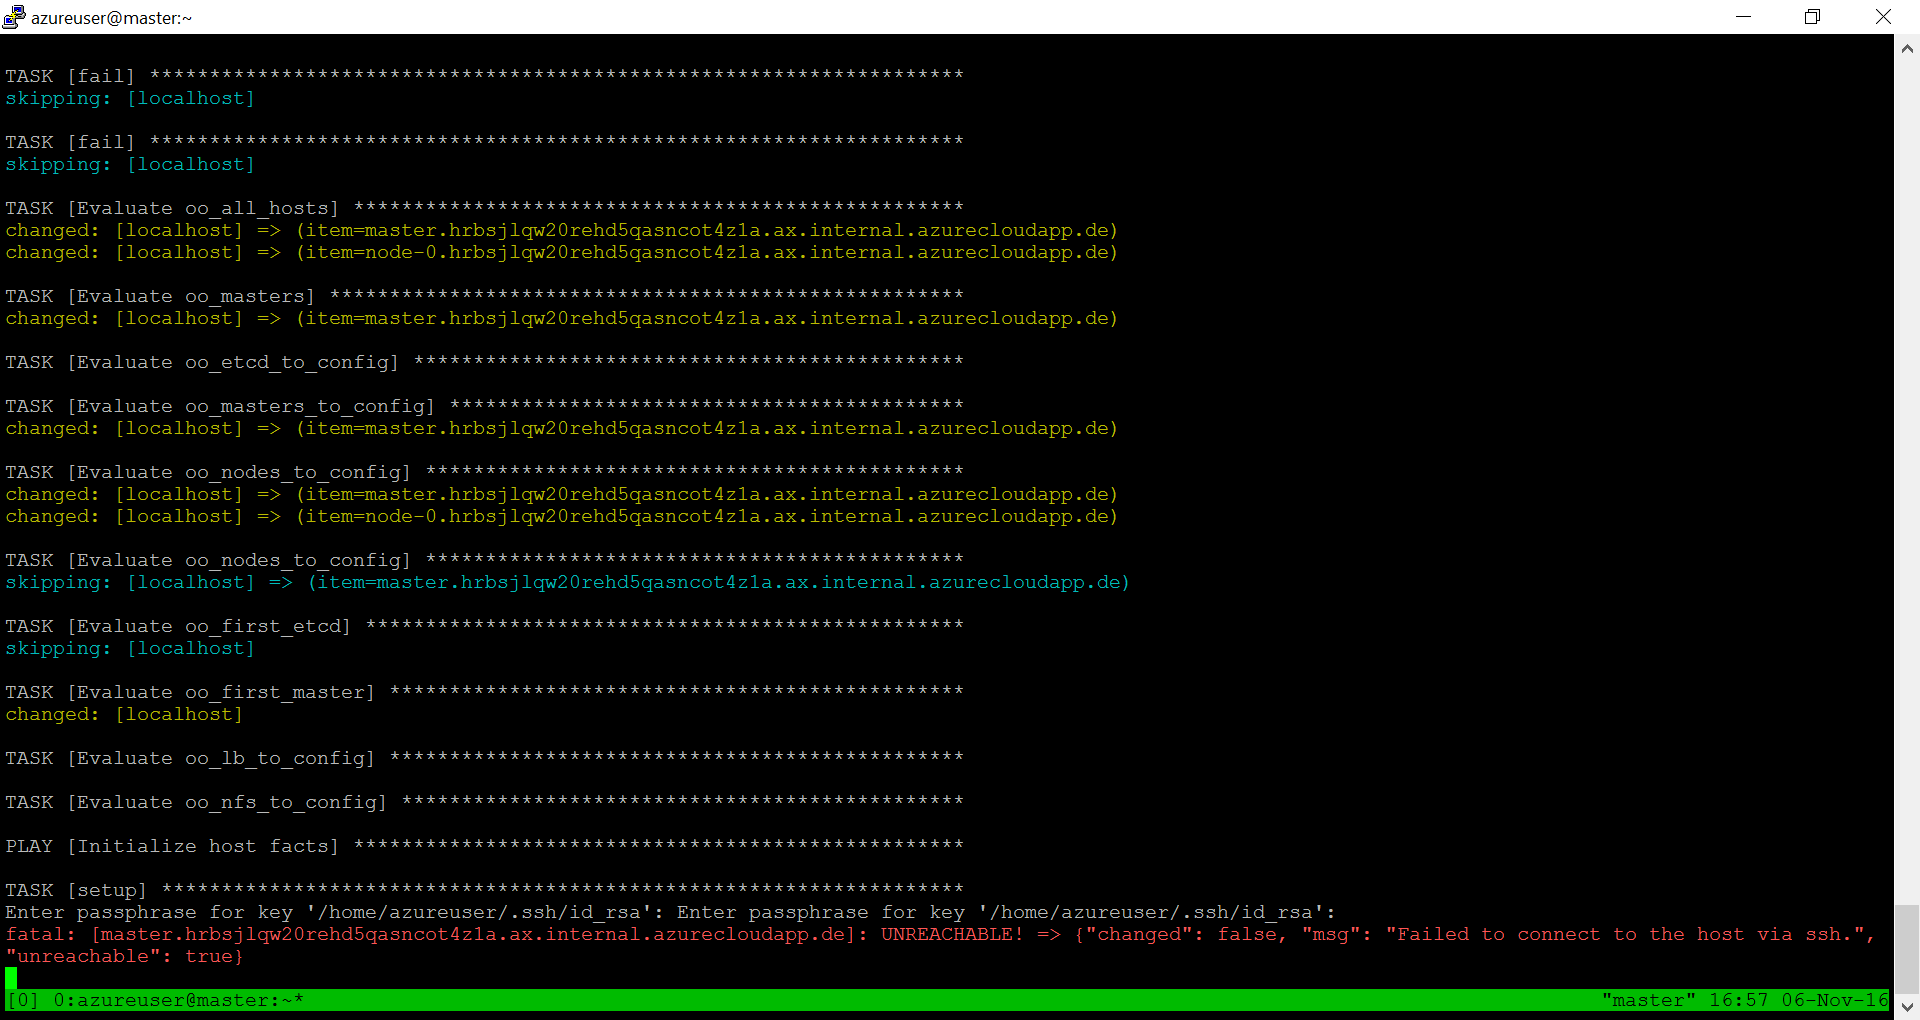 azureuser@master:~
TASK [fail] ********************************************************************
skipping: [localhost]
TASK [fail] ********************************************************************
skipping: [localhost]
TASK [Evaluate oo_all_hosts] ***************************************************
changed: [localhost] => (item=master.hrbsjlqw20rehd5qasncot4z1a.ax.internal.azurecloudapp.de)
changed: [localhost] => (item=node-0.hrbsjlqw20rehd5qasncot4z1a.ax.internal.azurecloudapp.de)
TASK [Evaluate oo_masters] *****************************************************
changed: [localhost] => (item=master.hrbsjlqw20rehd5qasncot4z1a.ax.internal.azurecloudapp.de)
TASK [Evaluate oo_etcd_to_config] **********************************************
TASK [Evaluate oo_masters_to_config] *******************************************
changed: [localhost] => (item=master.hrbsjlqw20rehd5qasncot4z1a.ax.internal.azurecloudapp.de)
TASK [Evaluate oo_nodes_to_config] *********************************************
changed: [localhost] => (item=master.hrbsjlqw20rehd5qasncot4z1a.ax.internal.azurecloudapp.de)
changed: [localhost] => (item=node-0.hrbsjlqw20rehd5qasncot4z1a.ax.internal.azurecloudapp.de)
TASK [Evaluate oo_nodes_to_config] *********************************************
skipping: [localhost] => (item=master.hrbsjlqw20rehd5qasncot4z1a.ax.internal.azurecloudapp.de)
TASK [Evaluate oo_first_etcd] **************************************************
skipping: [localhost]
TASK [Evaluate oo_first_master] ************************************************
changed: [localhost]
TASK [Evaluate oo_lb_to_config] ************************************************
TASK [Evaluate oo_nfs_to_config] ***********************************************
PLAY [Initialize host facts] ***************************************************
TASK [setup] *******************************************************************
Enter passphrase for key '/home/azureuser/.ssh/id_rsa': Enter passphrase for key '/home/azureuser/.ssh/id_rsa':
fatal: [master.hrbsjlqw20rehd5qasncot4z1a.ax.internal.azurecloudapp.de]: UNREACHABLE! => {"changed": false, "msg": "Failed to connect to the host via ssh.",
"unreachable": true}
[0] 0:azureuser@master:~* "master" 16:57 06-Nov-16